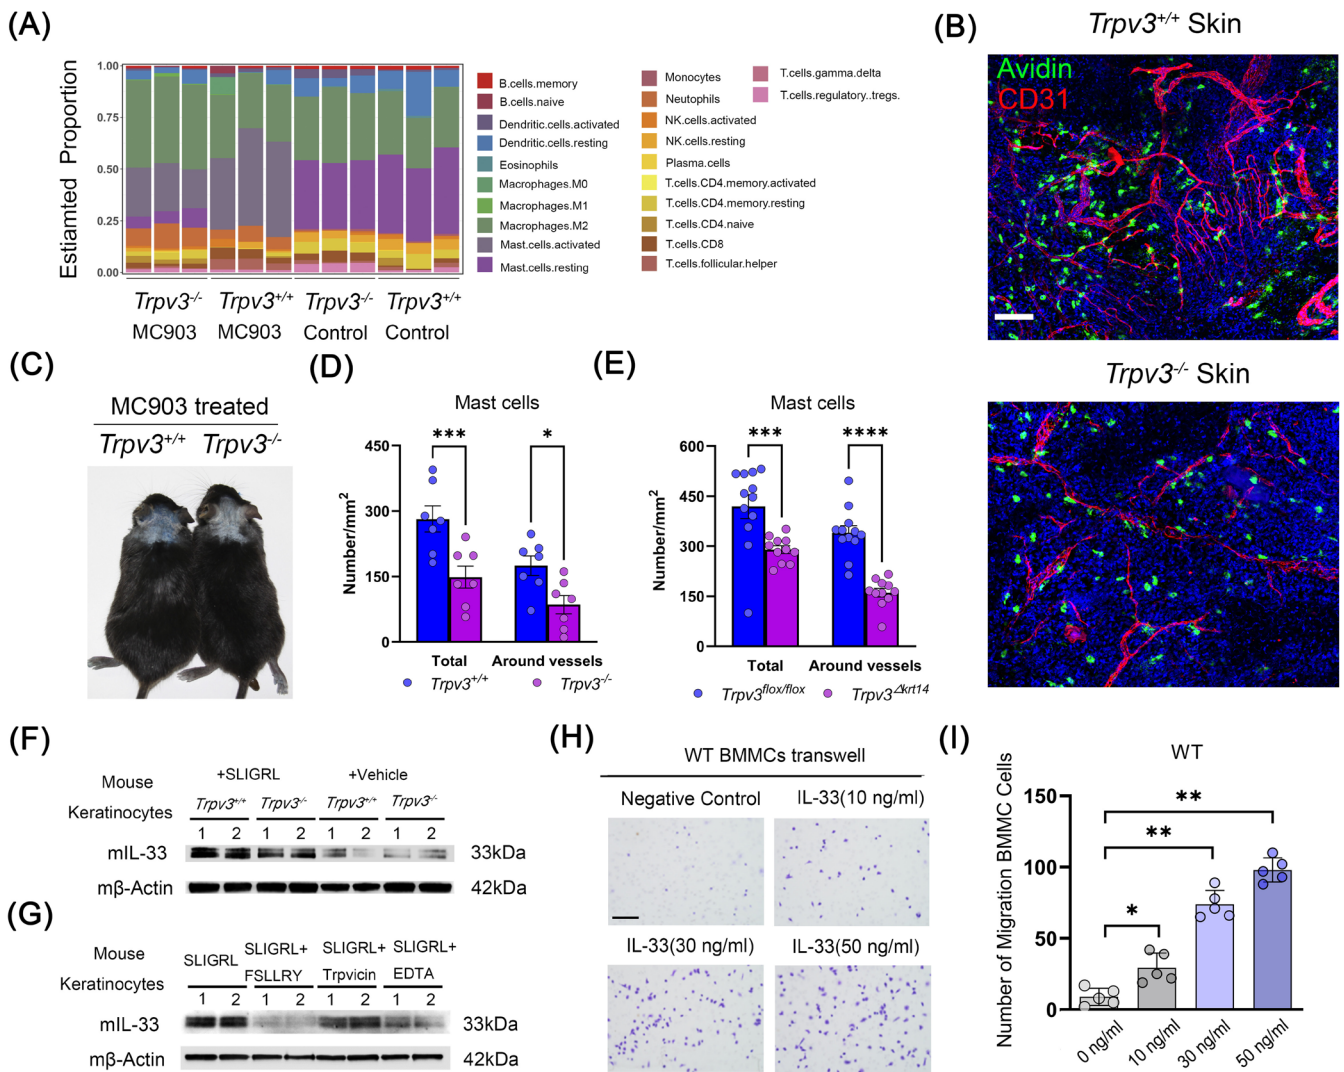 (A)
Estiamted Proportion
1.00
0.75
0.50
0.25
0.00
Trpv3-/-
MC903
Trpv3+/+
MC903
Trpv3-/-
Control
Trpv3+/+
Control
B.cells.memory
B.cells.naive
Dendritic.cells.activated
Dendritic.cells.resting
Eosinphils
Macrophages.M0
Macrophages.M1
Macrophages.M2
Mast.cells.activated
Mast.cells.resting
Monocytes
Neutophils
NK.cells.activated
NK.cells.resting
Plasma.cells
T.cells.CD4.memory.activated
T.cells.CD4.memory.resting
T.cells.CD4.naive
T.cells.CD8
T.cells.follicular.helper
T.cells.gamma.delta
T.cells.regulatory..tregs.
(B)
Trpv3+/+ Skin
Avidin
CD31
Trpv3-/- Skin
(C)
MC903 treated
Trpv3+/+ Trpv3-/-
(D)
Mast cells
*** *
Number/mm2
450
300
150
0
Total Around vessels
Trpv3+/+ Trpv3-/-
(E)
Mast cells
*** ****
Number/mm2
600
450
300
150
0
Total Around vessels
Trpv3flox/flox Trpv3Δkrt14
(F)
Mouse
Keratinocytes
+SLIGRL +Vehicle
Trpv3+/+ Trpv3-/- Trpv3+/+ Trpv3-/-
1 2 1 2 1 2 1 2
mIL-33 33kDa
mβ-Actin 42kDa
(G)
Mouse
Keratinocytes
SLIGRL
SLIGRL+
FSLLRY
SLIGRL+
Trpvicin
SLIGRL+
EDTA
1 2 1 2 1 2 1 2
mIL-33 33kDa
mβ-Actin 42kDa
(H)
WT BMMCs transwell
Negative Control IL-33(10 ng/ml)
IL-33(30 ng/ml) IL-33(50 ng/ml)
(I)
WT
Number of Migration BMMC Cells
150
100
50
0
**
**
*
0 ng/ml
10 ng/ml
30 ng/ml
50 ng/ml